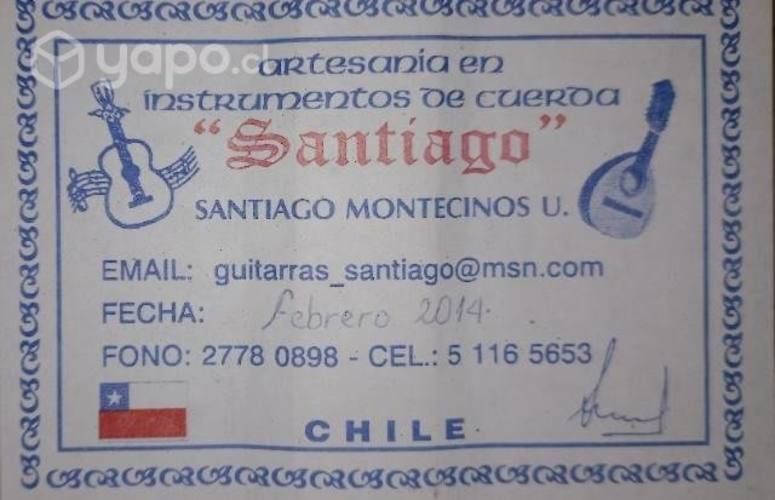 yapo.cl
artesanía en
instrumentos de cuerda
"Santiago"
SANTIAGO MONTECINOS U.
EMAIL: guitarras_santiago@msn.com
FECHA: Febrero 2014.
FONO: 2778 0898 - CEL.: 5 116 5653
CHILE